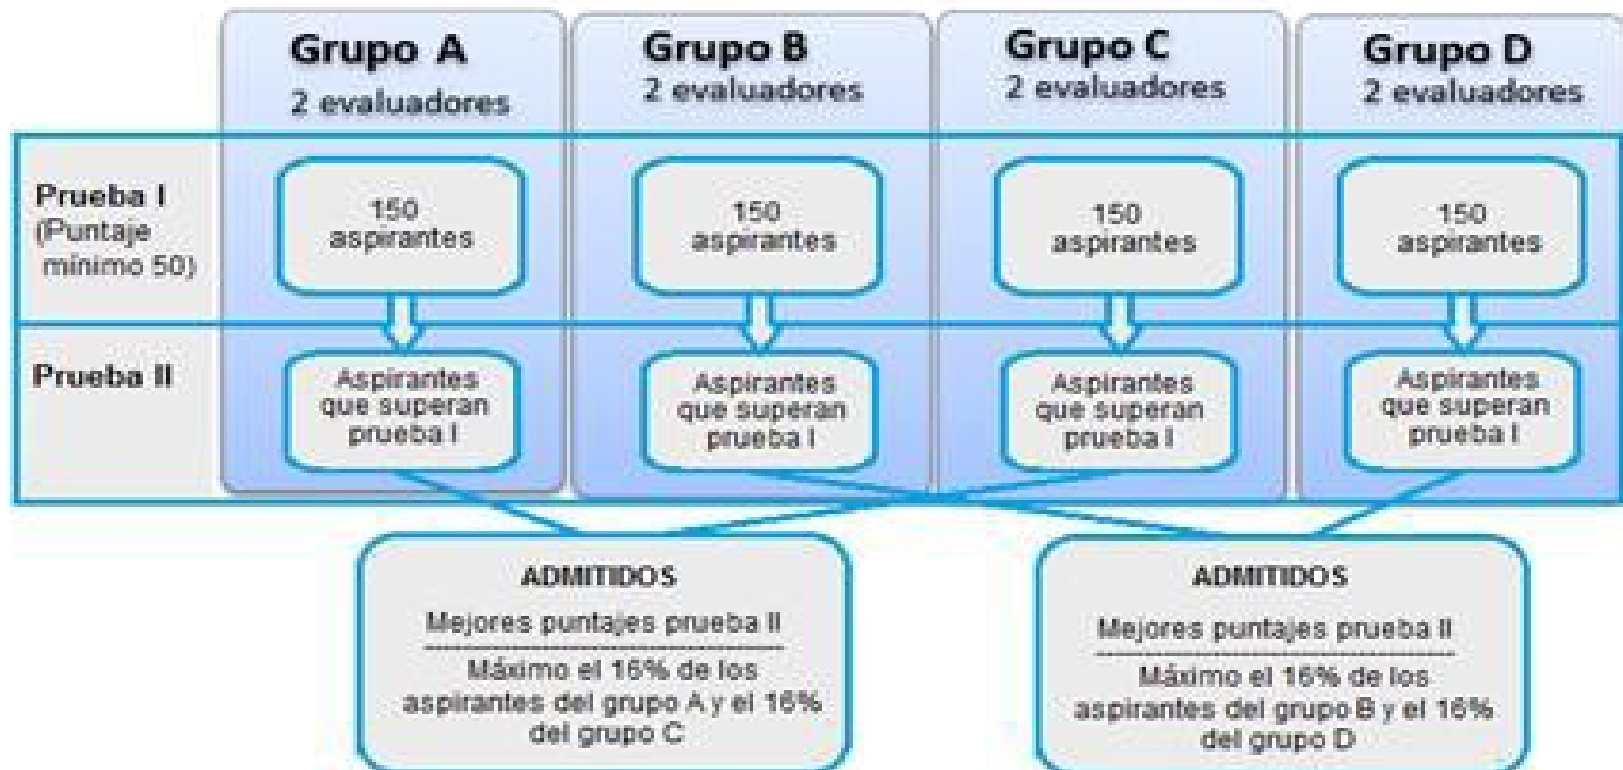 Grupo A
2 evaluadores
Grupo B
2 evaluadores
Grupo C
2 evaluadores
Grupo D
2 evaluadores
Prueba I
(Puntaje
mínimo 50)
150
aspirantes
150
aspirantes
150
aspirantes
150
aspirantes
Prueba II
Aspirantes
que superan
prueba I
Aspirantes
que superan
prueba I
Aspirantes
que superan
prueba I
Aspirantes
que superan
prueba I
ADMITIDOS
Mejores puntajes prueba II
Máximo el 16% de los
aspirantes del grupo A y el 16%
del grupo C
ADMITIDOS
Mejores puntajes prueba II
Máximo el 16% de los
aspirantes del grupo B y el 16%
del grupo D